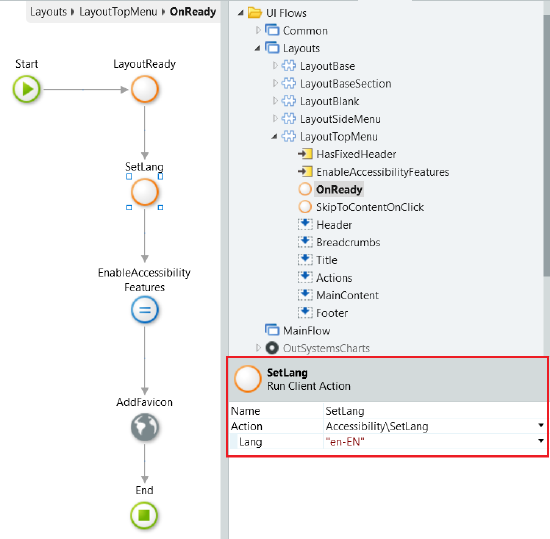 Layouts ▸ LayoutTopMenu ▸ OnReady
Start
LayoutReady
SetLang
EnableAccessibility
Features
AddFavicon
End
UI Flows
Common
Layouts
LayoutBase
LayoutBaseSection
LayoutBlank
LayoutSideMenu
LayoutTopMenu
HasFixedHeader
EnableAccessibilityFeatures
OnReady
SkipToContentOnClick
Header
Breadcrumbs
Title
Actions
MainContent
Footer
MainFlow
OutSystemsCharts
SetLang
Run Client Action
Name SetLang
Action Accessibility\SetLang
Lang "en-EN"